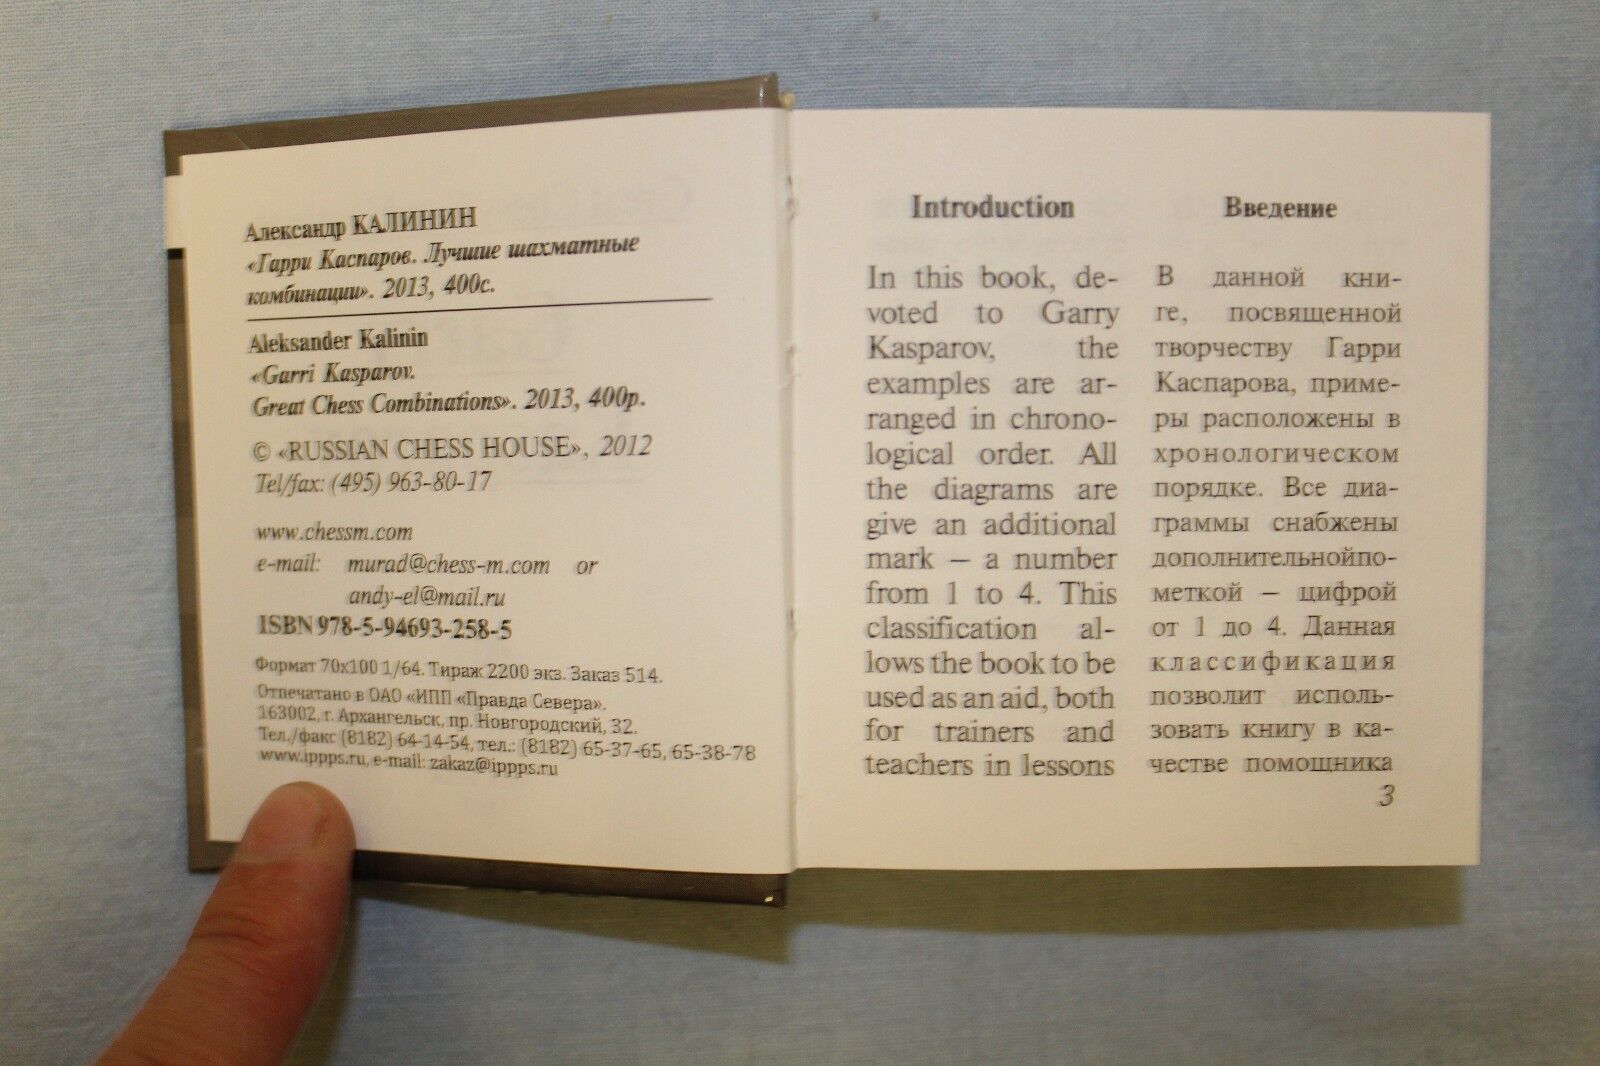 Александр КАЛИНИН
«Гарри Каспаров. Лучшие шахматные
комбинации». 2013, 400с.
Aleksander Kalinin
«Garri Kasparov.
Great Chess Combinations». 2013, 400p.
© «RUSSIAN CHESS HOUSE», 2012
Tel/fax: (495) 963-80-17
www.chessm.com
e-mail: murad@chess-m.com or
andy-el@mail.ru
ISBN 978-5-94693-258-5
Формат 70x100 1/64. Тираж 2200 экз. Заказ 514.
Отпечатано в ОАО «ИПП «Правда Севера».
163002, г. Архангельск, пр. Новгородский, 32.
Тел./факс (8182) 64-14-54, тел.: (8182) 65-37-65, 65-38-78
www.ippps.ru, e-mail: zakaz@ippps.ru
Introduction
In this book, de-
voted to Garry
Kasparov, the
examples are ar-
ranged in chrono-
logical order. All
the diagrams are
give an additional
mark – a number
from 1 to 4. This
classification al-
lows the book to be
used as an aid, both
for trainers and
teachers in lessons
Введение
В данной кни-
ге, посвященной
творчеству Гарри
Каспарова, приме-
ры расположены в
хронологическом
порядке. Все диа-
граммы снабжены
дополнительнойпо-
меткой – цифрой
от 1 до 4. Данная
классификация
позволит исполь-
зовать книгу в ка-
честве помощника
3